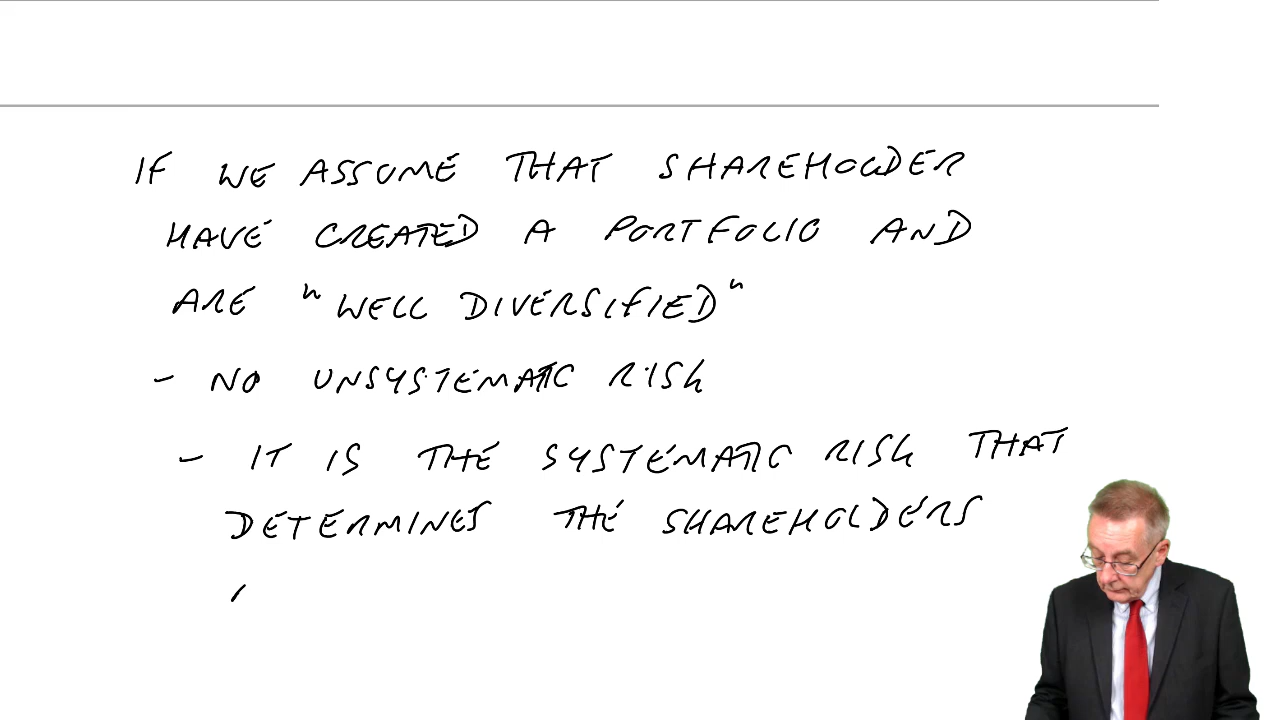 IF WE ASSUME THAT SHAREHOLDER
HAVE CREATED A PORTFOLIO AND
ARE "WELL DIVERSIFIED"
- NO UNSYSTEMATIC RISK
- IT IS THE SYSTEMATIC RISK THAT
DETERMINES THE SHAREHOLDERS